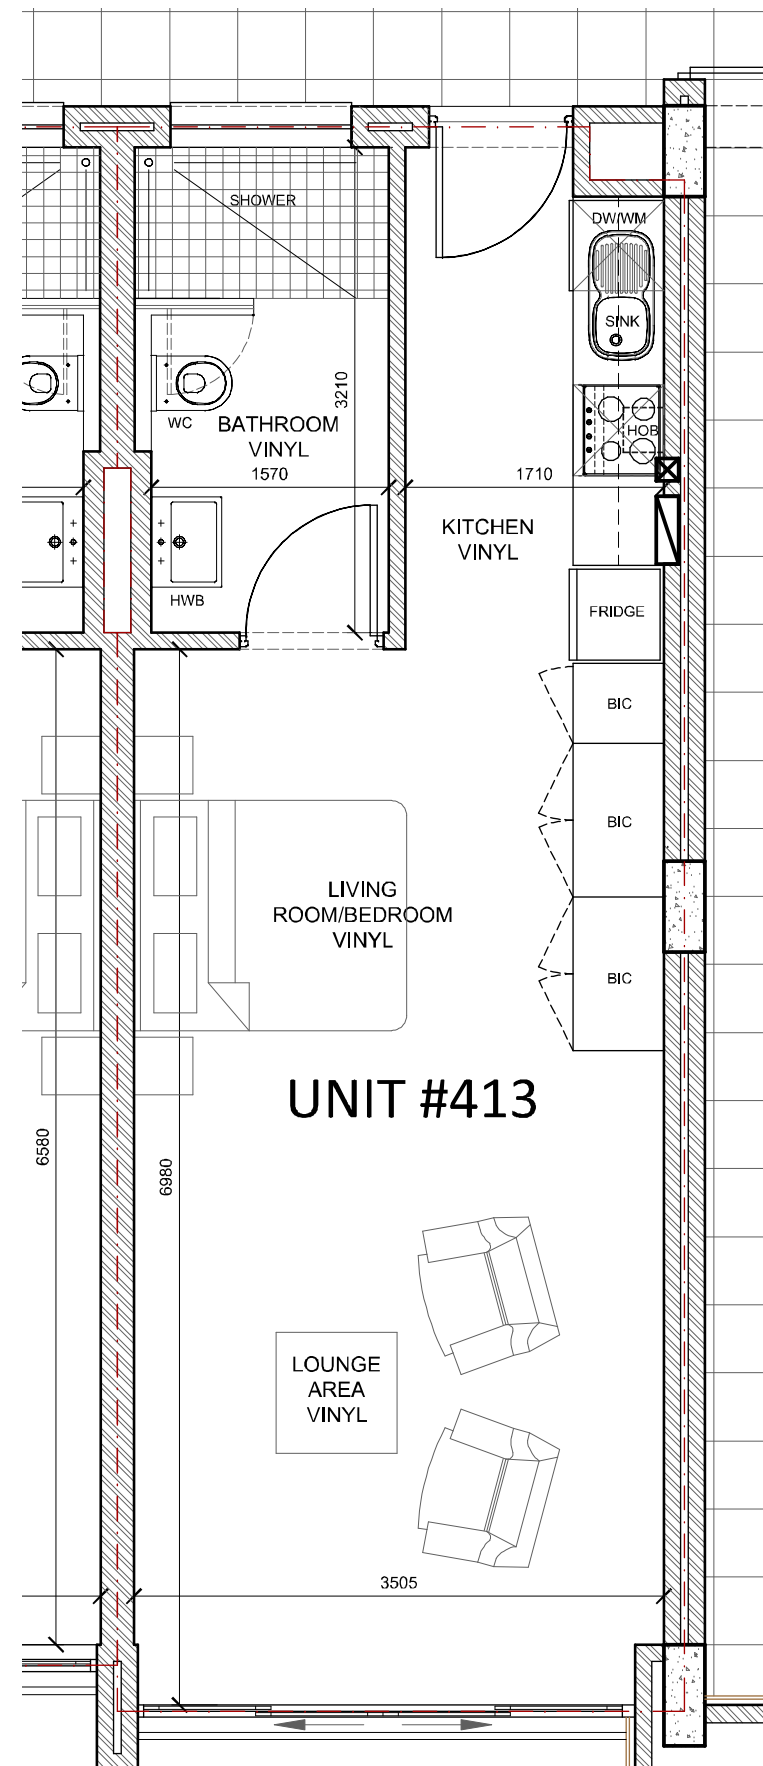 SHOWER
DW/WM
SINK
WC
BATHROOM
VINYL
3210
HOB
1570
1710
KITCHEN
VINYL
HWB
FRIDGE
BIC
BIC
LIVING
ROOM/BEDROOM
VINYL
BIC
UNIT #413
6580
6980
LOUNGE
AREA
VINYL
3505